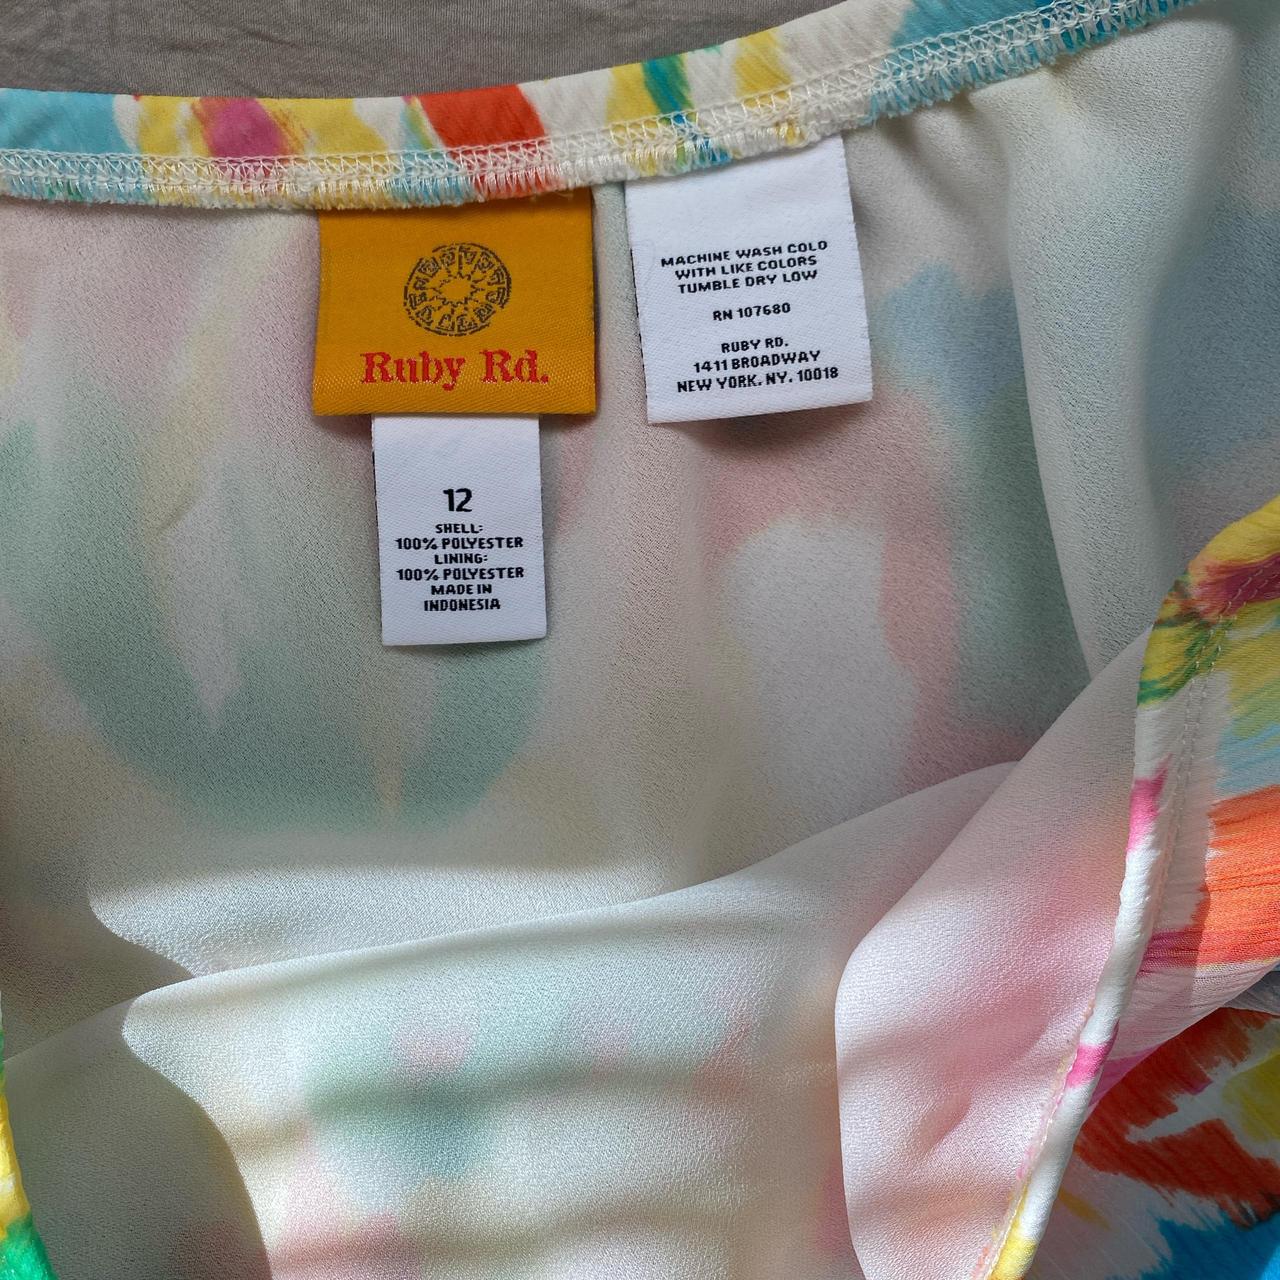 Ruby Rd.
12
SHELL:
100% POLYESTER
LINING:
100% POLYESTER
MADE IN
INDONESIA
MACHINE WASH COLD
WITH LIKE COLORS
TUMBLE DRY LOW
RN 107680
RUBY RD.
1411 BROADWAY
NEW YORK, NY. 10018